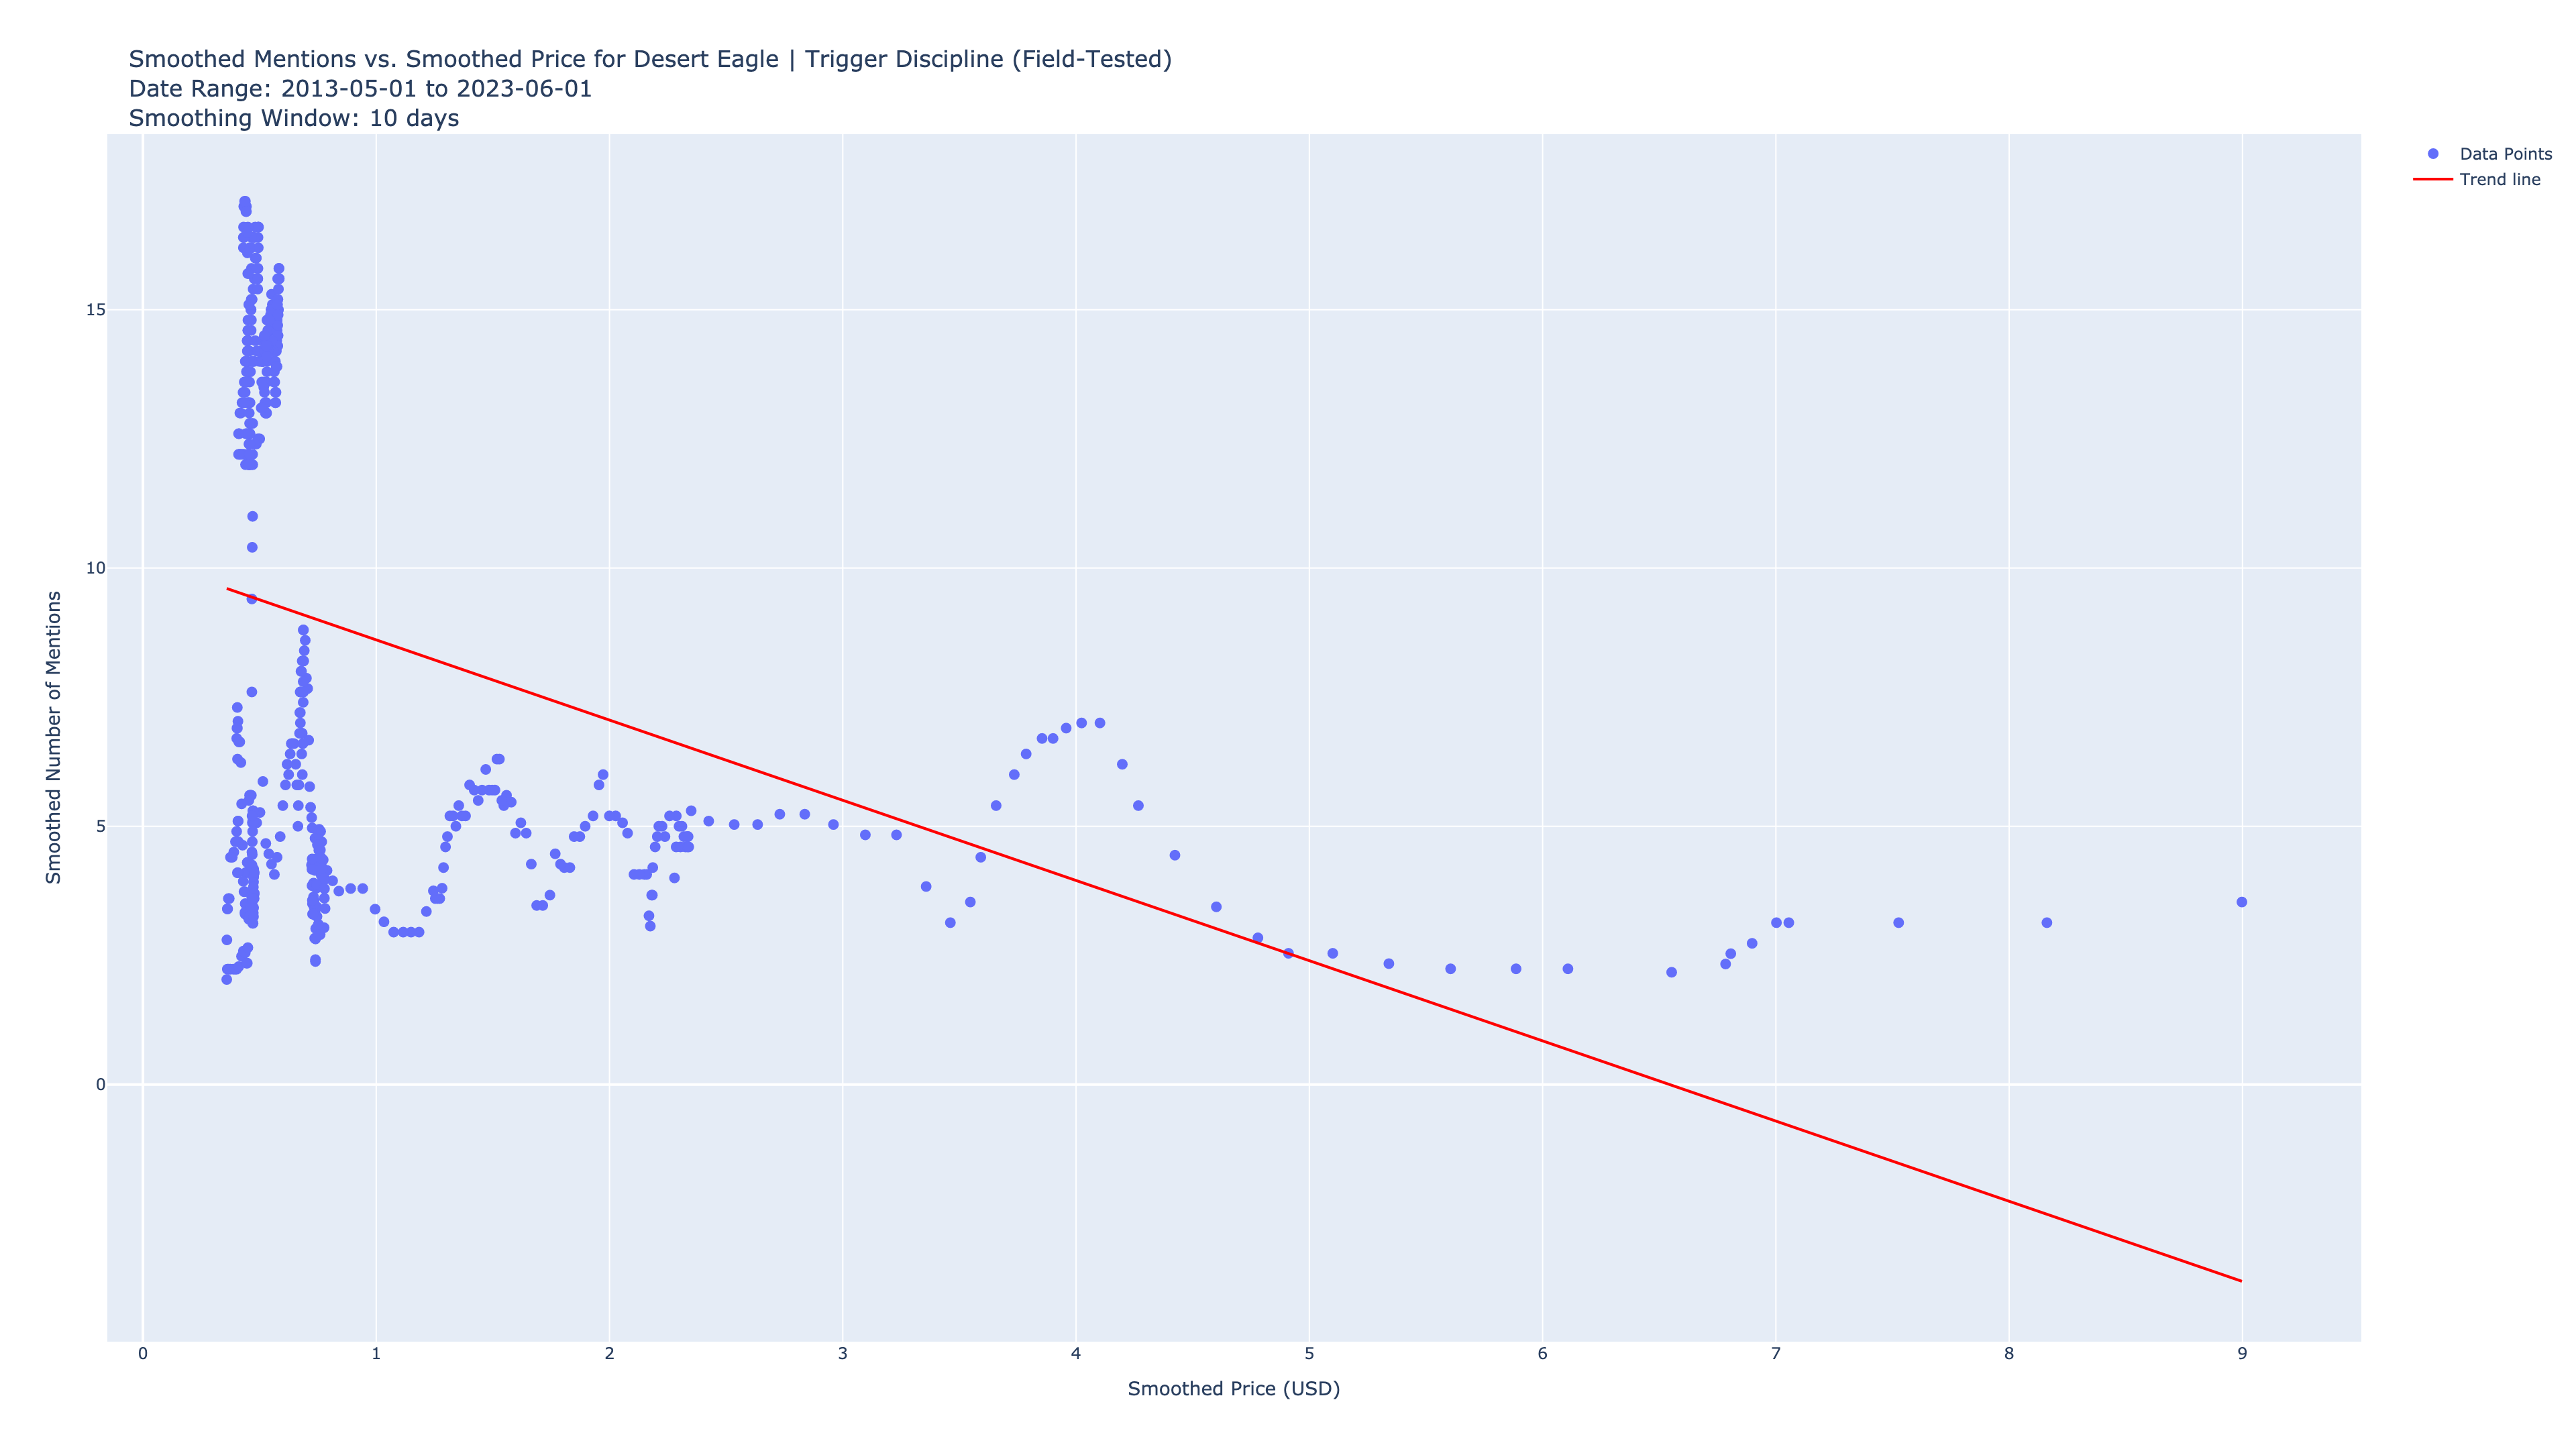 Smoothed Mentions vs. Smoothed Price for Desert Eagle | Trigger Discipline (Field-Tested)
Date Range: 2013-05-01 to 2023-06-01
Smoothing Window: 10 days
Data Points
Trend line
15
10
5
0
Smoothed Number of Mentions
0 1 2 3 4 5 6 7 8 9
Smoothed Price (USD)